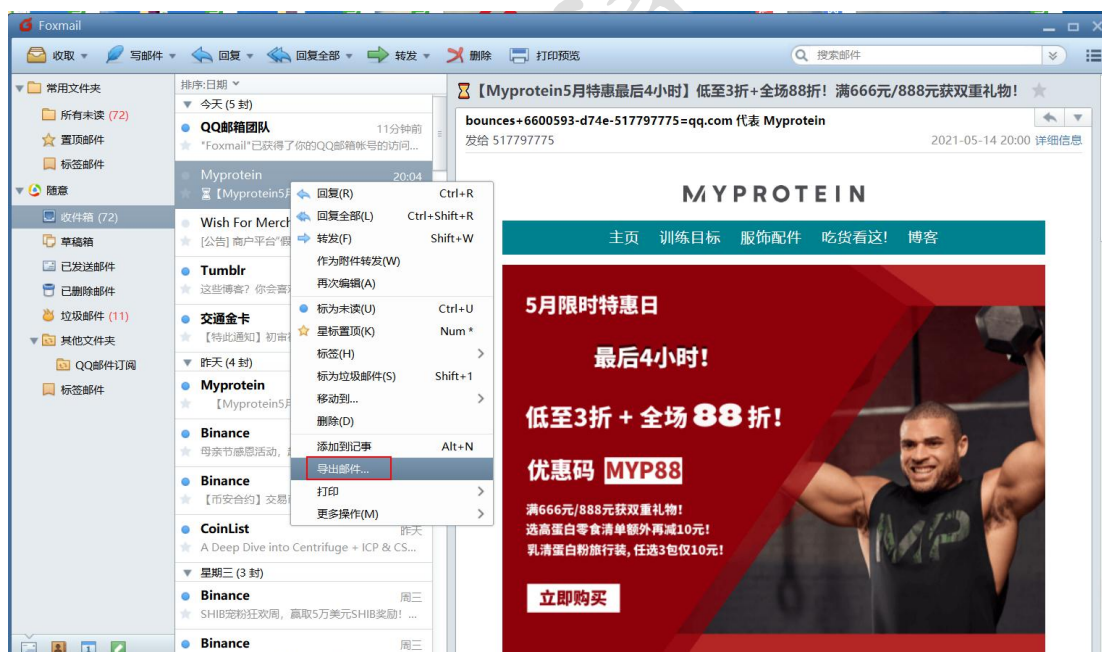 Foxmail
收取 写邮件 回复 回复全部 转发 删除 打印预览 搜索邮件
常用文件夹
所有未读 (72)
置顶邮件
标签邮件
随意
收件箱 (72)
草稿箱
已发送邮件
已删除邮件
垃圾邮件 (11)
其他文件夹
QQ邮件订阅
标签邮件
排序:日期
今天 (5 封)
QQ邮箱团队 11分钟前
"Foxmail"已获得了你的QQ邮箱帐号的访问...
Myprotein 20:04
【Myprotein5月
Wish For Merch
[公告] 商户平台"假
Tumblr
这些博客？你会喜
交通金卡
【特此通知】初审
昨天 (4 封)
Myprotein
【Myprotein5月
Binance
母亲节感恩活动，
Binance
【币安合约】交易
CoinList 昨天
A Deep Dive into Centrifuge + ICP & CS...
星期三 (3 封)
Binance 周三
SHIB宠粉狂欢周，赢取5万美元SHIB奖励！...
Binance 周三
回复(R) Ctrl+R
回复全部(L) Ctrl+Shift+R
转发(F) Shift+W
作为附件转发(W)
再次编辑(A)
标为未读(U) Ctrl+U
星标置顶(K) Num *
标签(H)
标为垃圾邮件(S) Shift+1
移动到...
删除(D)
添加到记事 Alt+N
导出邮件...
打印
更多操作(M)
【Myprotein5月特惠最后4小时】低至3折+全场88折！满666元/888元获双重礼物！
bounces+6600593-d74e-517797775=qq.com 代表 Myprotein
发给 517797775 2021-05-14 20:00 详细信息
MYPROTEIN
主页 训练目标 服饰配件 吃货看这! 博客
5月限时特惠日
最后4小时!
低至3折 + 全场 88 折!
优惠码 MYP88
满666元/888元获双重礼物!
选高蛋白零食清单额外再减10元!
乳清蛋白粉旅行装, 任选3包仅10元!
立即购买
MP